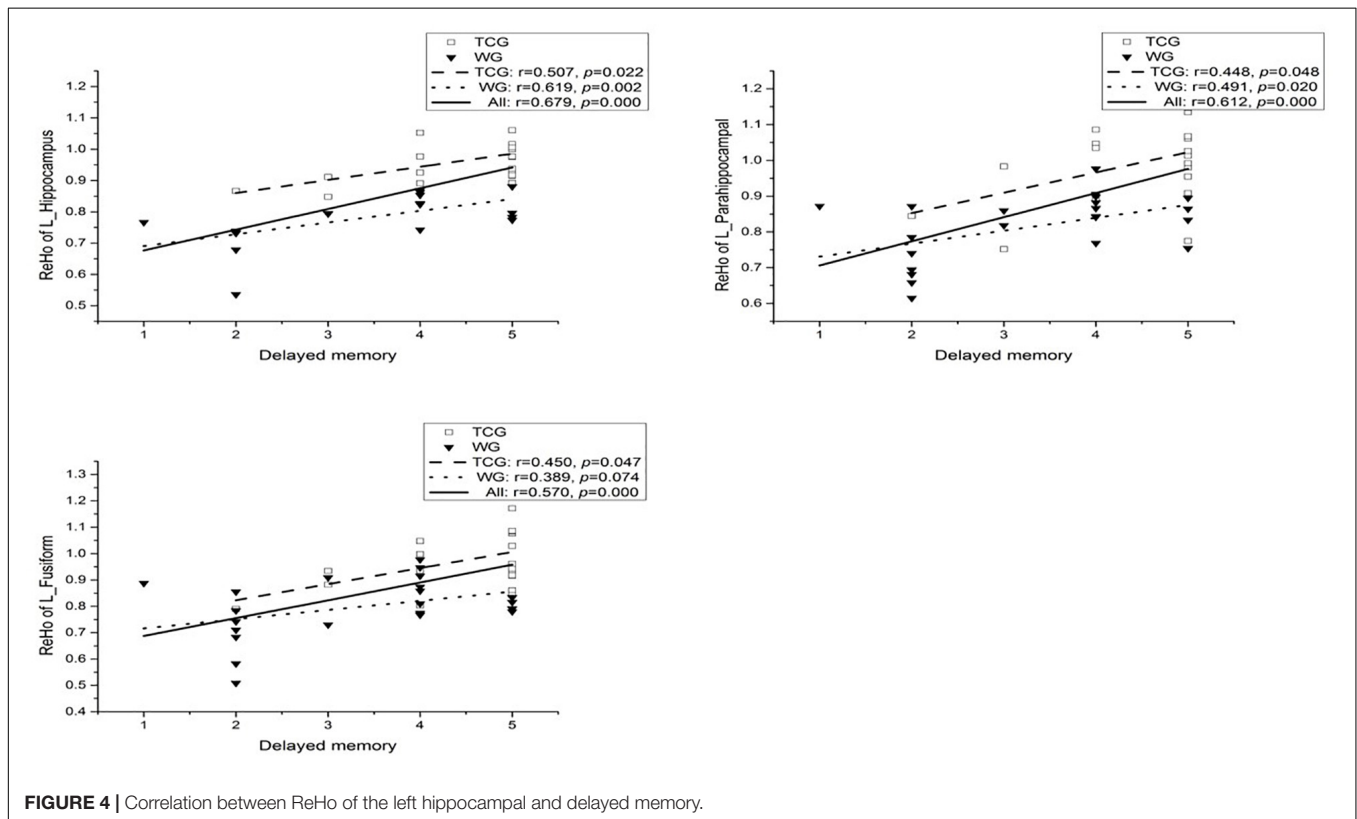 TCG
WG
TCG: r=0.507, p=0.022
WG: r=0.619, p=0.002
All: r=0.679, p=0.000
ReHo of L_Hippocampus
1.2
1.1
1.0
0.9
0.8
0.7
0.6
0.5
1 2 3 4 5
Delayed memory
TCG
WG
TCG: r=0.448, p=0.048
WG: r=0.491, p=0.020
All: r=0.612, p=0.000
ReHo of L_Parahippocampal
1.2
1.1
1.0
0.9
0.8
0.7
0.6
1 2 3 4 5
Delayed memory
TCG
WG
TCG: r=0.450, p=0.047
WG: r=0.389, p=0.074
All: r=0.570, p=0.000
ReHo of L_Fusiform
1.3
1.2
1.1
1.0
0.9
0.8
0.7
0.6
0.5
0.4
1 2 3 4 5
Delayed memory
FIGURE 4 | Correlation between ReHo of the left hippocampal and delayed memory.